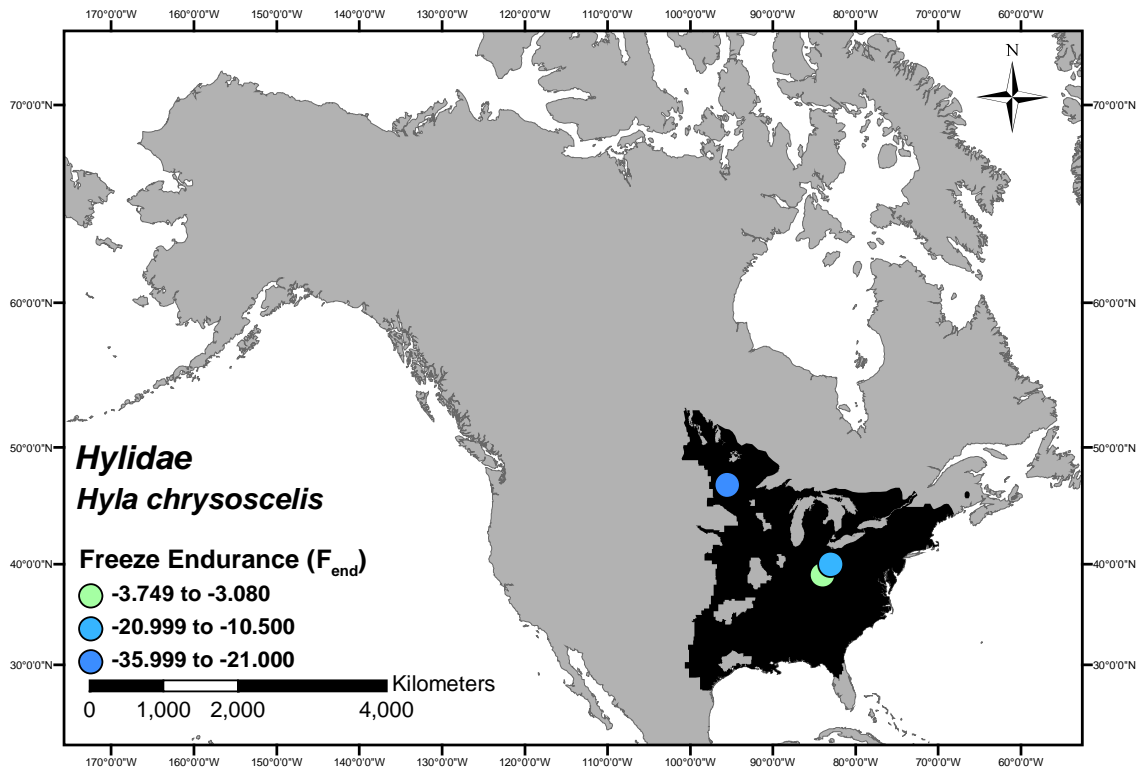 170°0'0"W 160°0'0"W 150°0'0"W 140°0'0"W 130°0'0"W 120°0'0"W 110°0'0"W 100°0'0"W 90°0'0"W 80°0'0"W 70°0'0"W 60°0'0"W
N
70°0'0"N 70°0'0"N
60°0'0"N 60°0'0"N
50°0'0"N 50°0'0"N
Hylidae
Hyla chrysoscelis
Freeze Endurance (Fend)
40°0'0"N 40°0'0"N
-3.749 to -3.080
-20.999 to -10.500
-35.999 to -21.000
30°0'0"N 30°0'0"N
Kilometers
0 1,000 2,000 4,000
170°0'0"W 160°0'0"W 150°0'0"W 140°0'0"W 130°0'0"W 120°0'0"W 110°0'0"W 100°0'0"W 90°0'0"W 80°0'0"W 70°0'0"W 60°0'0"W